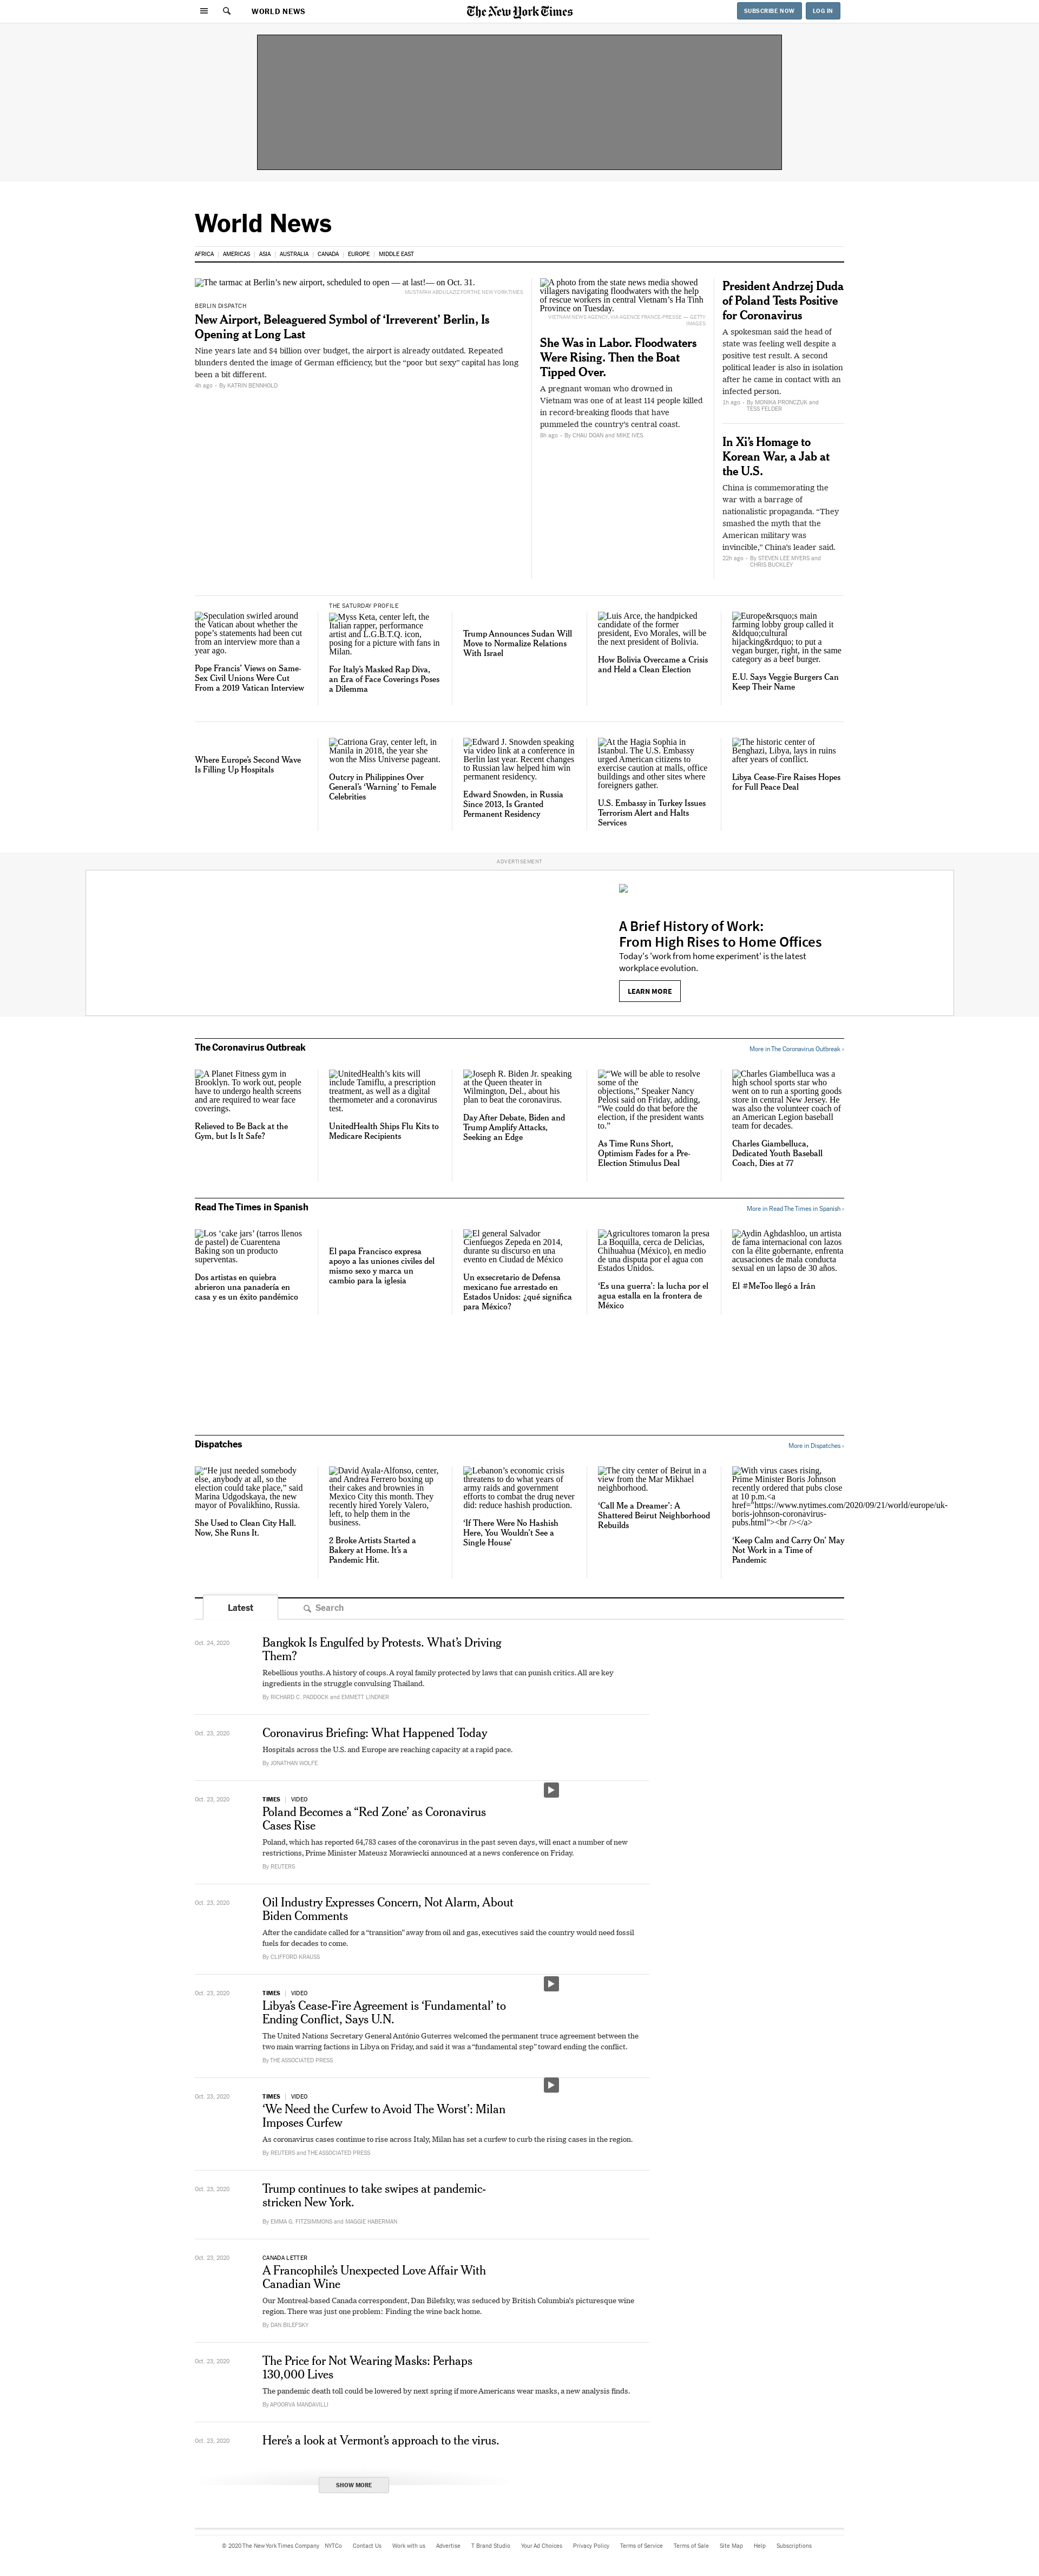 WORLD NEWS
The New York Times
SUBSCRIBE NOW
LOG IN
World News
AFRICA
AMERICAS
ASIA
AUSTRALIA
CANADA
EUROPE
MIDDLE EAST
The tarmac at Berlin’s new airport, scheduled to open — at last!— on Oct. 31.
MUSTAFAH ABDULAZIZ FOR THE NEW YORK TIMES
BERLIN DISPATCH
New Airport, Beleaguered Symbol of ‘Irreverent’ Berlin, Is
Opening at Long Last
Nine years late and $4 billion over budget, the airport is already outdated. Repeated
blunders dented the image of German efficiency, but the “poor but sexy” capital has long
been a bit different.
4h ago
By KATRIN BENNHOLD
A photo from the state news media showed
villagers navigating floodwaters with the help
of rescue workers in central Vietnam’s Ha Tinh
Province on Tuesday.
VIETNAM NEWS AGENCY, VIA AGENCE FRANCE-PRESSE — GETTY
IMAGES
She Was in Labor. Floodwaters
Were Rising. Then the Boat
Tipped Over.
A pregnant woman who drowned in
Vietnam was one of at least 114 people killed
in record-breaking floods that have
pummeled the country’s central coast.
8h ago
By CHAU DOAN and MIKE IVES
President Andrzej Duda
of Poland Tests Positive
for Coronavirus
A spokesman said the head of
state was feeling well despite a
positive test result. A second
political leader is also in isolation
after he came in contact with an
infected person.
1h ago
By MONIKA PRONCZUK and
TESS FELDER
In Xi’s Homage to
Korean War, a Jab at
the U.S.
China is commemorating the
war with a barrage of
nationalistic propaganda. “They
smashed the myth that the
American military was
invincible,” China’s leader said.
22h ago
By STEVEN LEE MYERS and
CHRIS BUCKLEY
Speculation swirled around
the Vatican about whether the
pope’s statements had been cut
from an interview more than a
year ago.
Pope Francis’ Views on Same-
Sex Civil Unions Were Cut
From a 2019 Vatican Interview
THE SATURDAY PROFILE
Myss Keta, center left, the
Italian rapper, performance
artist and L.G.B.T.Q. icon,
posing for a picture with fans in
Milan.
For Italy’s Masked Rap Diva,
an Era of Face Coverings Poses
a Dilemma
Trump Announces Sudan Will
Move to Normalize Relations
With Israel
Luis Arce, the handpicked
candidate of the former
president, Evo Morales, will be
the next president of Bolivia.
How Bolivia Overcame a Crisis
and Held a Clean Election
Europe&rsquo;s main
farming lobby group called it
&ldquo;cultural
hijacking&rdquo; to put a
vegan burger, right, in the same
category as a beef burger.
E.U. Says Veggie Burgers Can
Keep Their Name
Where Europe’s Second Wave
Is Filling Up Hospitals
Catriona Gray, center left, in
Manila in 2018, the year she
won the Miss Universe pageant.
Outcry in Philippines Over
General’s ‘Warning’ to Female
Celebrities
Edward J. Snowden speaking
via video link at a conference in
Berlin last year. Recent changes
to Russian law helped him win
permanent residency.
Edward Snowden, in Russia
Since 2013, Is Granted
Permanent Residency
At the Hagia Sophia in
Istanbul. The U.S. Embassy
urged American citizens to
exercise caution at malls, office
buildings and other sites where
foreigners gather.
U.S. Embassy in Turkey Issues
Terrorism Alert and Halts
Services
The historic center of
Benghazi, Libya, lays in ruins
after years of conflict.
Libya Cease-Fire Raises Hopes
for Full Peace Deal
ADVERTISEMENT
A Brief History of Work:
From High Rises to Home Offices
Today's 'work from home experiment' is the latest
workplace evolution.
LEARN MORE
The Coronavirus Outbreak
More in The Coronavirus Outbreak ›
A Planet Fitness gym in
Brooklyn. To work out, people
have to undergo health screens
and are required to wear face
coverings.
Relieved to Be Back at the
Gym, but Is It Safe?
UnitedHealth’s kits will
include Tamiflu, a prescription
treatment, as well as a digital
thermometer and a coronavirus
test.
UnitedHealth Ships Flu Kits to
Medicare Recipients
Joseph R. Biden Jr. speaking
at the Queen theater in
Wilmington, Del., about his
plan to beat the coronavirus.
Day After Debate, Biden and
Trump Amplify Attacks,
Seeking an Edge
“We will be able to resolve
some of the
objections,” Speaker Nancy
Pelosi said on Friday, adding,
“We could do that before the
election, if the president wants
to.”
As Time Runs Short,
Optimism Fades for a Pre-
Election Stimulus Deal
Charles Giambelluca was a
high school sports star who
went on to run a sporting goods
store in central New Jersey. He
was also the volunteer coach of
an American Legion baseball
team for decades.
Charles Giambelluca,
Dedicated Youth Baseball
Coach, Dies at 77
Read The Times in Spanish
More in Read The Times in Spanish ›
Los ‘cake jars’ (tarros llenos
de pastel) de Cuarentena
Baking son un producto
superventas.
Dos artistas en quiebra
abrieron una panadería en
casa y es un éxito pandémico
El papa Francisco expresa
apoyo a las uniones civiles del
mismo sexo y marca un
cambio para la iglesia
El general Salvador
Cienfuegos Zepeda en 2014,
durante su discurso en una
evento en Ciudad de México
Un exsecretario de Defensa
mexicano fue arrestado en
Estados Unidos: ¿qué significa
para México?
Agricultores tomaron la presa
La Boquilla, cerca de Delicias,
Chihuahua (México), en medio
de una disputa por el agua con
Estados Unidos.
‘Es una guerra’: la lucha por el
agua estalla en la frontera de
México
Aydin Aghdashloo, un artista
de fama internacional con lazos
con la élite gobernante, enfrenta
acusaciones de mala conducta
sexual en un lapso de 30 años.
El #MeToo llegó a Irán
Dispatches
More in Dispatches ›
“He just needed somebody
else, anybody at all, so the
election could take place,” said
Marina Udgodskaya, the new
mayor of Povalikhino, Russia.
She Used to Clean City Hall.
Now, She Runs It.
David Ayala-Alfonso, center,
and Andrea Ferrero boxing up
their cakes and brownies in
Mexico City this month. They
recently hired Yorely Valero,
left, to help them in the
business.
2 Broke Artists Started a
Bakery at Home. It’s a
Pandemic Hit.
Lebanon’s economic crisis
threatens to do what years of
army raids and government
efforts to combat the drug never
did: reduce hashish production.
‘If There Were No Hashish
Here, You Wouldn’t See a
Single House’
The city center of Beirut in a
view from the Mar Mikhael
neighborhood.
‘Call Me a Dreamer’: A
Shattered Beirut Neighborhood
Rebuilds
With virus cases rising,
Prime Minister Boris Johnson
recently ordered that pubs close
at 10 p.m.<a
href="https://www.nytimes.com/2020/09/21/world/europe/uk-
boris-johnson-coronavirus-
pubs.html"><br /></a>
‘Keep Calm and Carry On’ May
Not Work in a Time of
Pandemic
Latest
Search
Oct. 24, 2020
Bangkok Is Engulfed by Protests. What’s Driving
Them?
Rebellious youths. A history of coups. A royal family protected by laws that can punish critics. All are key
ingredients in the struggle convulsing Thailand.
By RICHARD C. PADDOCK and EMMETT LINDNER
Oct. 23, 2020
Coronavirus Briefing: What Happened Today
Hospitals across the U.S. and Europe are reaching capacity at a rapid pace.
By JONATHAN WOLFE
Oct. 23, 2020
TIMES | VIDEO
Poland Becomes a “Red Zone’ as Coronavirus
Cases Rise
Poland, which has reported 64,783 cases of the coronavirus in the past seven days, will enact a number of new
restrictions, Prime Minister Mateusz Morawiecki announced at a news conference on Friday.
By REUTERS
Oct. 23, 2020
Oil Industry Expresses Concern, Not Alarm, About
Biden Comments
After the candidate called for a “transition” away from oil and gas, executives said the country would need fossil
fuels for decades to come.
By CLIFFORD KRAUSS
Oct. 23, 2020
TIMES | VIDEO
Libya’s Cease-Fire Agreement is ‘Fundamental’ to
Ending Conflict, Says U.N.
The United Nations Secretary General António Guterres welcomed the permanent truce agreement between the
two main warring factions in Libya on Friday, and said it was a “fundamental step” toward ending the conflict.
By THE ASSOCIATED PRESS
Oct. 23, 2020
TIMES | VIDEO
‘We Need the Curfew to Avoid The Worst’: Milan
Imposes Curfew
As coronavirus cases continue to rise across Italy, Milan has set a curfew to curb the rising cases in the region.
By REUTERS and THE ASSOCIATED PRESS
Oct. 23, 2020
Trump continues to take swipes at pandemic-
stricken New York.
By EMMA G. FITZSIMMONS and MAGGIE HABERMAN
Oct. 23, 2020
CANADA LETTER
A Francophile’s Unexpected Love Affair With
Canadian Wine
Our Montreal-based Canada correspondent, Dan Bilefsky, was seduced by British Columbia’s picturesque wine
region. There was just one problem: Finding the wine back home.
By DAN BILEFSKY
Oct. 23, 2020
The Price for Not Wearing Masks: Perhaps
130,000 Lives
The pandemic death toll could be lowered by next spring if more Americans wear masks, a new analysis finds.
By APOORVA MANDAVILLI
Oct. 23, 2020
Here’s a look at Vermont’s approach to the virus.
SHOW MORE
© 2020 The New York Times Company
NYTCo
Contact Us
Work with us
Advertise
T Brand Studio
Your Ad Choices
Privacy Policy
Terms of Service
Terms of Sale
Site Map
Help
Subscriptions